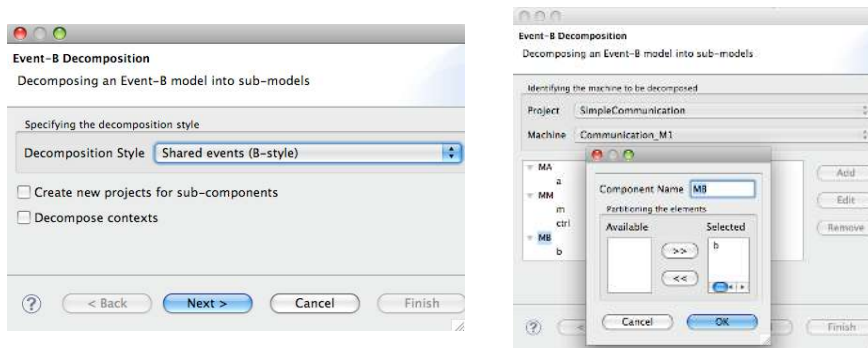 Event-B Decomposition
Decomposing an Event-B model into sub-models
Specifying the decomposition style
Decomposition Style Shared events (B-style)
Create new projects for sub-components
Decompose contexts
? < Back Next > Cancel Finish
Event-B Decomposition
Decomposing an Event-B model into sub-models
Identifying the machine to be decomposed
Project SimpleCommunication
Machine Communication_M1
MA
a
MM
m
ctrl
MB
b
Add
Edit
Remove
Component Name MB
Partitioning the elements
Available Selected
b
>>
<<
Cancel OK
? < Finish